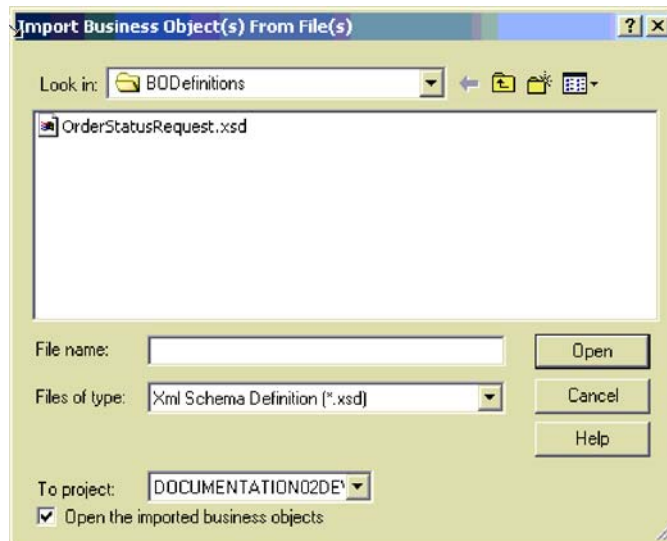 Import Business Object(s) From File(s)
Look in: BODefinitions
OrderStatusRequest.xsd
File name:
Open
Files of type: Xml Schema Definition (*.xsd)
Cancel
Help
To project: DOCUMENTATION02DE
Open the imported business objects